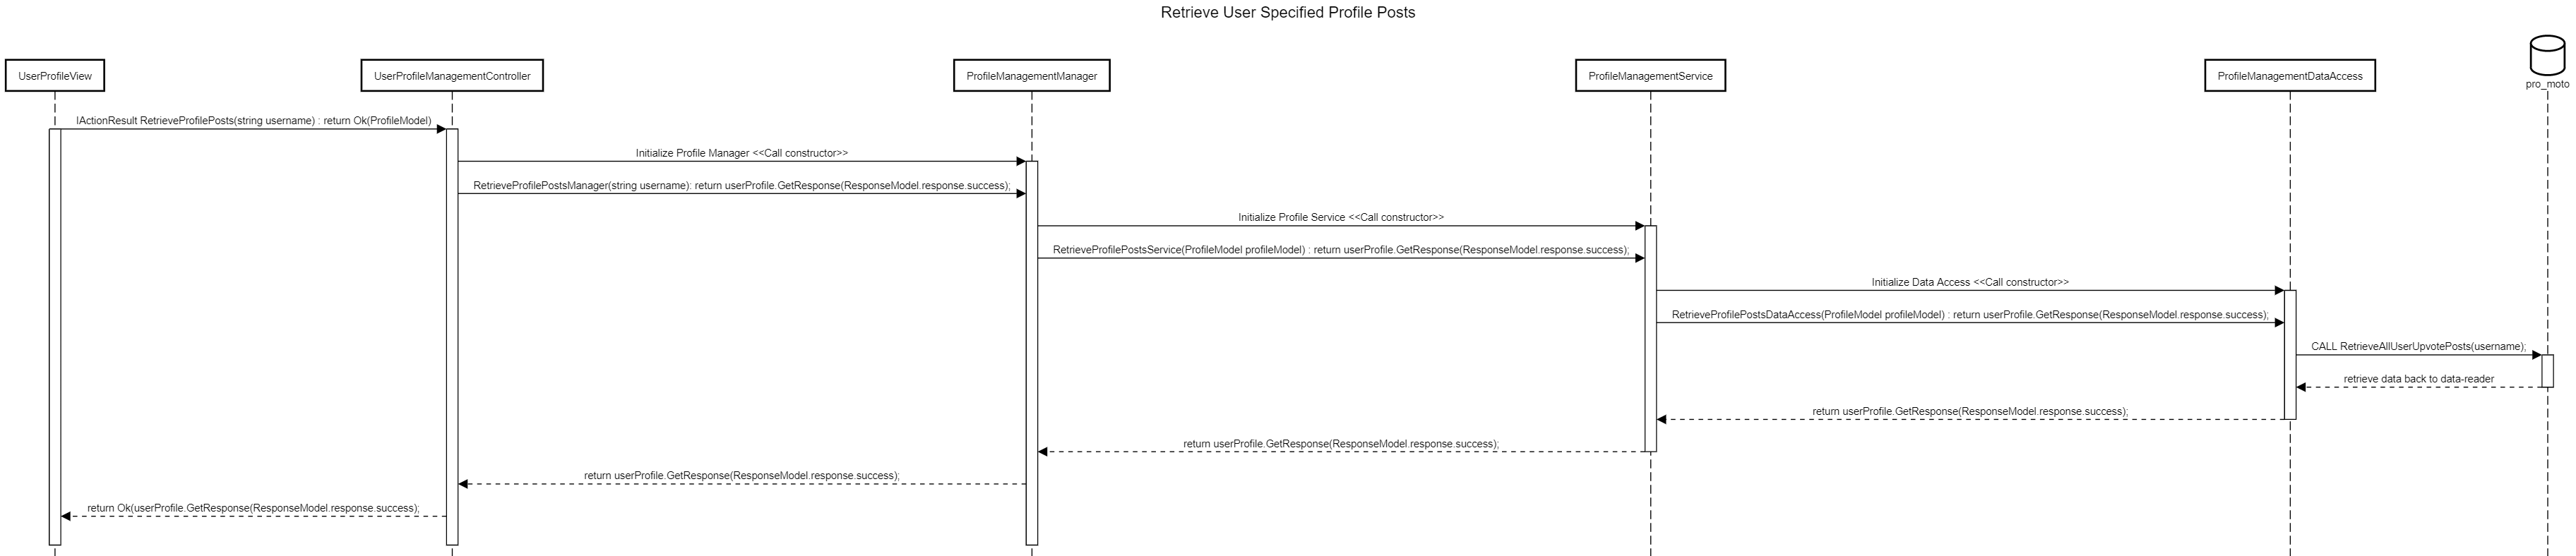 Retrieve User Specified Profile Posts
UserProfileView
UserProfileManagementController
ProfileManagementManager
ProfileManagementService
ProfileManagementDataAccess
pro_moto
IActionResult RetrieveProfilePosts(string username) : return Ok(ProfileModel)
Initialize Profile Manager <<Call constructor>>
RetrieveProfilePostsManager(string username): return userProfile.GetResponse(ResponseModel.response.success);
Initialize Profile Service <<Call constructor>>
RetrieveProfilePostsService(ProfileModel profileModel) : return userProfile.GetResponse(ResponseModel.response.success);
Initialize Data Access <<Call constructor>>
RetrieveProfilePostsDataAccess(ProfileModel profileModel) : return userProfile.GetResponse(ResponseModel.response.success);
CALL RetrieveAllUserUpvotePosts(username);
retrieve data back to data-reader
return userProfile.GetResponse(ResponseModel.response.success);
return userProfile.GetResponse(ResponseModel.response.success);
return userProfile.GetResponse(ResponseModel.response.success);
return Ok(userProfile.GetResponse(ResponseModel.response.success);